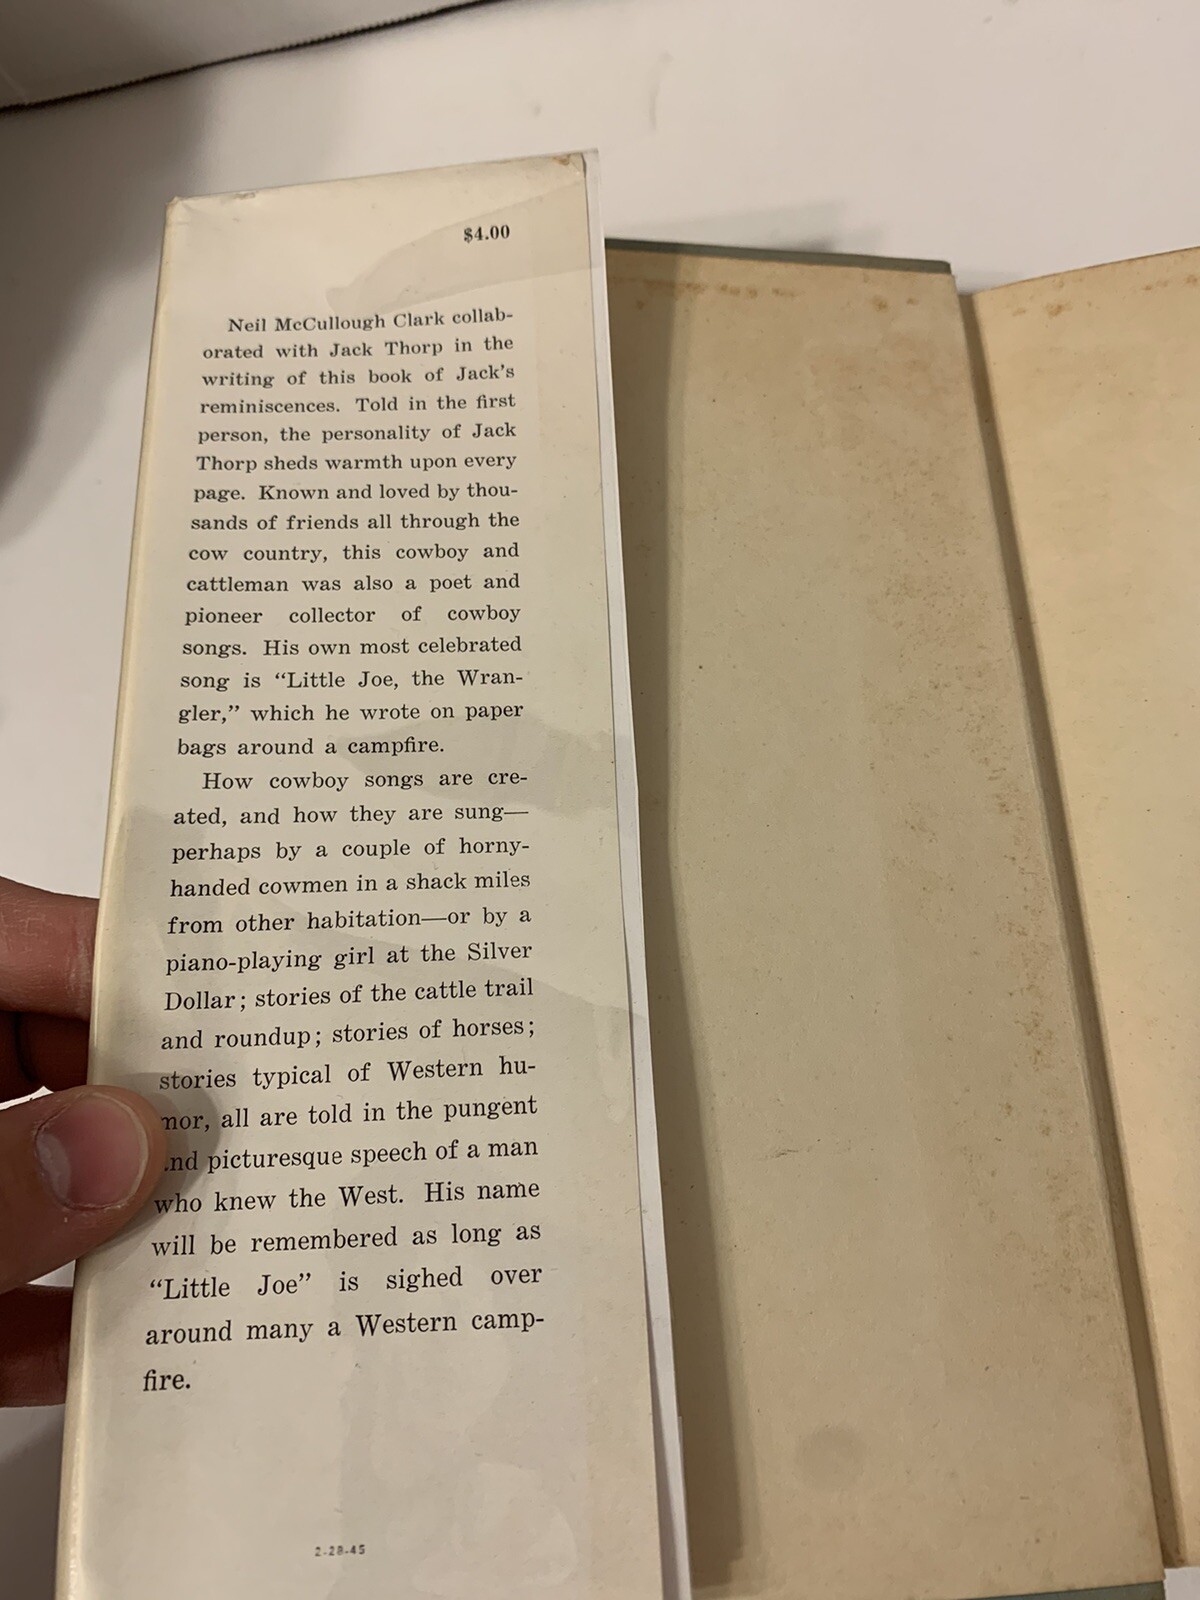 $4.00
Neil McCullough Clark collab-
orated with Jack Thorp in the
writing of this book of Jack's
reminiscences. Told in the first
person, the personality of Jack
Thorp sheds warmth upon every
page. Known and loved by thou-
sands of friends all through the
cow country, this cowboy and
cattleman was also a poet and
pioneer collector of cowboy
songs. His own most celebrated
song is “Little Joe, the Wran-
gler,” which he wrote on paper
bags around a campfire.
How cowboy songs are cre-
ated, and how they are sung—
perhaps by a couple of horny-
handed cowmen in a shack miles
from other habitation—or by a
piano-playing girl at the Silver
Dollar; stories of the cattle trail
and roundup; stories of horses;
stories typical of Western hu-
mor, all are told in the pungent
and picturesque speech of a man
who knew the West. His name
will be remembered as long as
“Little Joe” is sighed over
around many a Western camp-
fire.
2-28-45